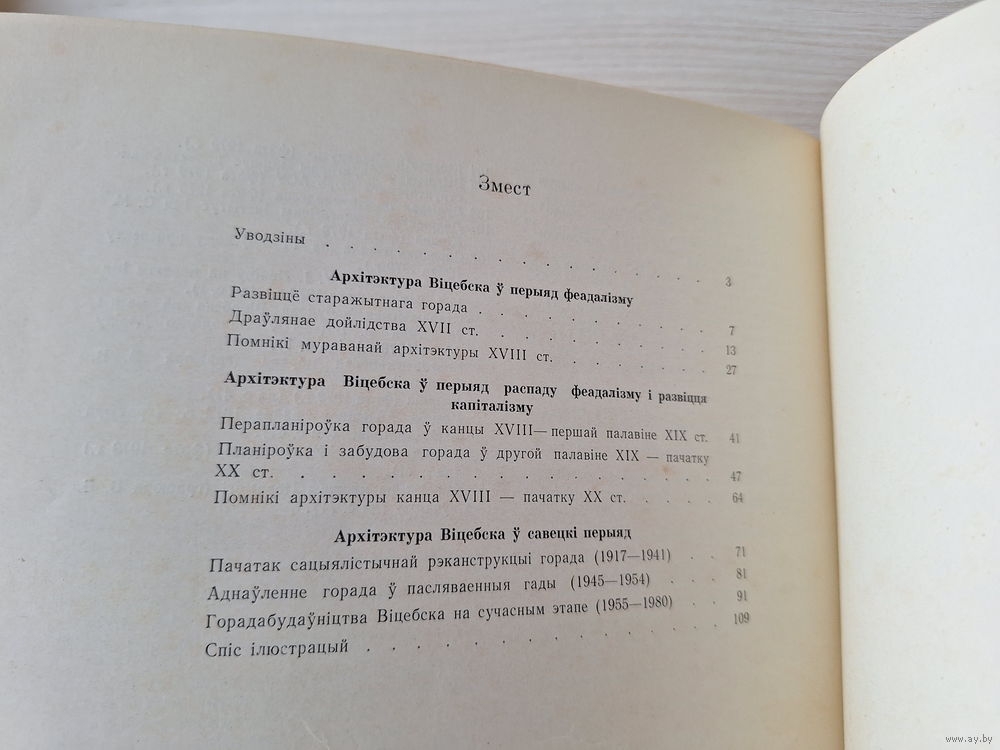 Змест
Уводзіны . . . . . . . . . . . . . . . . 3
Архітэктура Віцебска ў перыяд феадалізму
Развіццё старажытнага горада . . . . . . . . . 7
Драўлянае дойлідства XVII ст. . . . . . . . . . 13
Помнікі мураванай архітэктуры XVIII ст. . . . . . . 27
Архітэктура Віцебска ў перыяд распаду феадалізму і развіцця
капіталізму
Перапланіроўка горада ў канцы XVIII—першай палавіне XIX ст. 41
Планіроўка і забудова горада ў другой палавіне XIX — пачатку
XX ст. . . . . . . . . . . . . . . . . . 47
Помнікі архітэктуры канца XVIII — пачатку XX ст. . . . . 64
Архітэктура Віцебска ў савецкі перыяд
Пачатак сацыялістычнай рэканструкцыі горада (1917—1941) . . 71
Аднаўленне горада ў пасляваенныя гады (1945—1954) . . . 81
Горадабудаўніцтва Віцебска на сучасным этапе (1955—1980) . . 91
Спіс ілюстрацый . . . . . . . . . . . . . . 109
www.ay.by